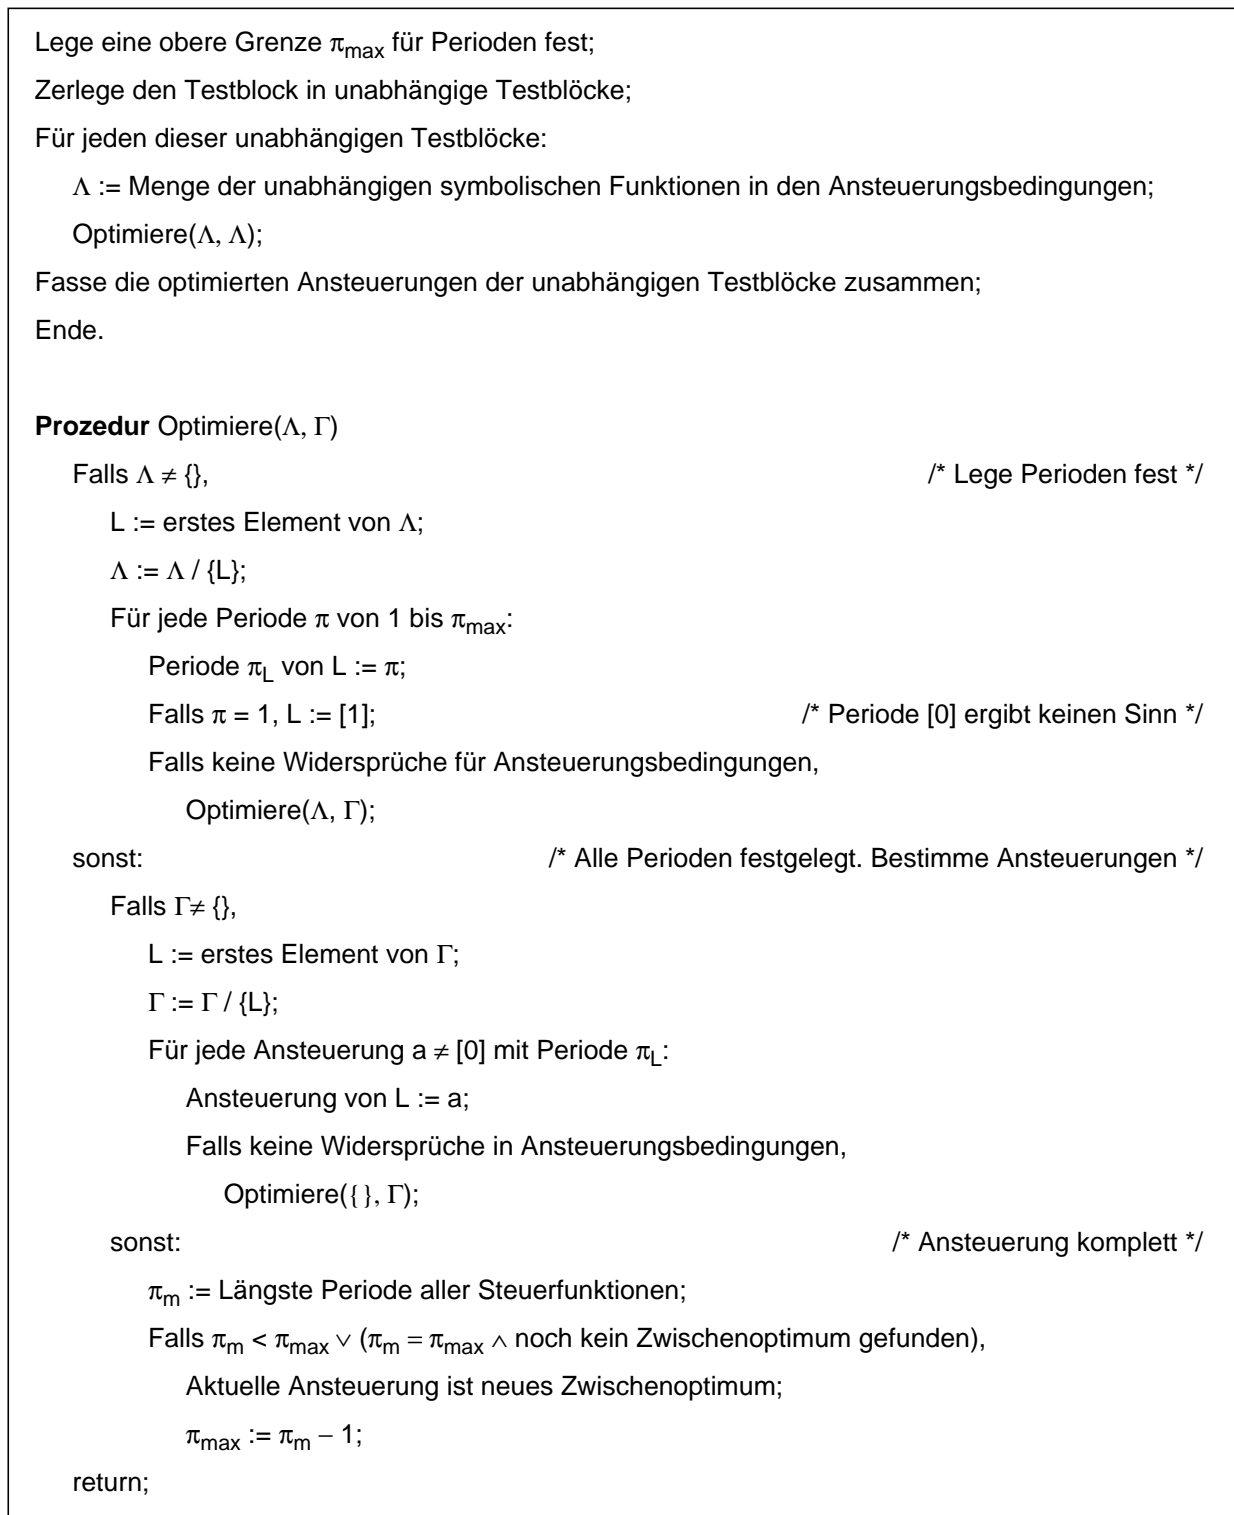 Lege eine obere Grenze π_max für Perioden fest;
Zerlege den Testblock in unabhängige Testblöcke;
Für jeden dieser unabhängigen Testblöcke:
Λ := Menge der unabhängigen symbolischen Funktionen in den Ansteuerungsbedingungen;
Optimiere(Λ, Λ);
Fasse die optimierten Ansteuerungen der unabhängigen Testblöcke zusammen;
Ende.
Prozedur Optimiere(Λ, Γ)
Falls Λ ≠ {}, /* Lege Perioden fest */
L := erstes Element von Λ;
Λ := Λ / {L};
Für jede Periode π von 1 bis π_max:
Periode π_L von L := π;
Falls π = 1, L := [1]; /* Periode [0] ergibt keinen Sinn */
Falls keine Widersprüche für Ansteuerungsbedingungen,
Optimiere(Λ, Γ);
sonst: /* Alle Perioden festgelegt. Bestimme Ansteuerungen */
Falls Γ≠ {},
L := erstes Element von Γ;
Γ := Γ / {L};
Für jede Ansteuerung a ≠ [0] mit Periode π_L:
Ansteuerung von L := a;
Falls keine Widersprüche in Ansteuerungsbedingungen,
Optimiere({ }, Γ);
sonst: /* Ansteuerung komplett */
π_m := Längste Periode aller Steuerfunktionen;
Falls π_m < π_max ∨ (π_m = π_max ∧ noch kein Zwischenoptimum gefunden),
Aktuelle Ansteuerung ist neues Zwischenoptimum;
π_max := π_m − 1;
return;